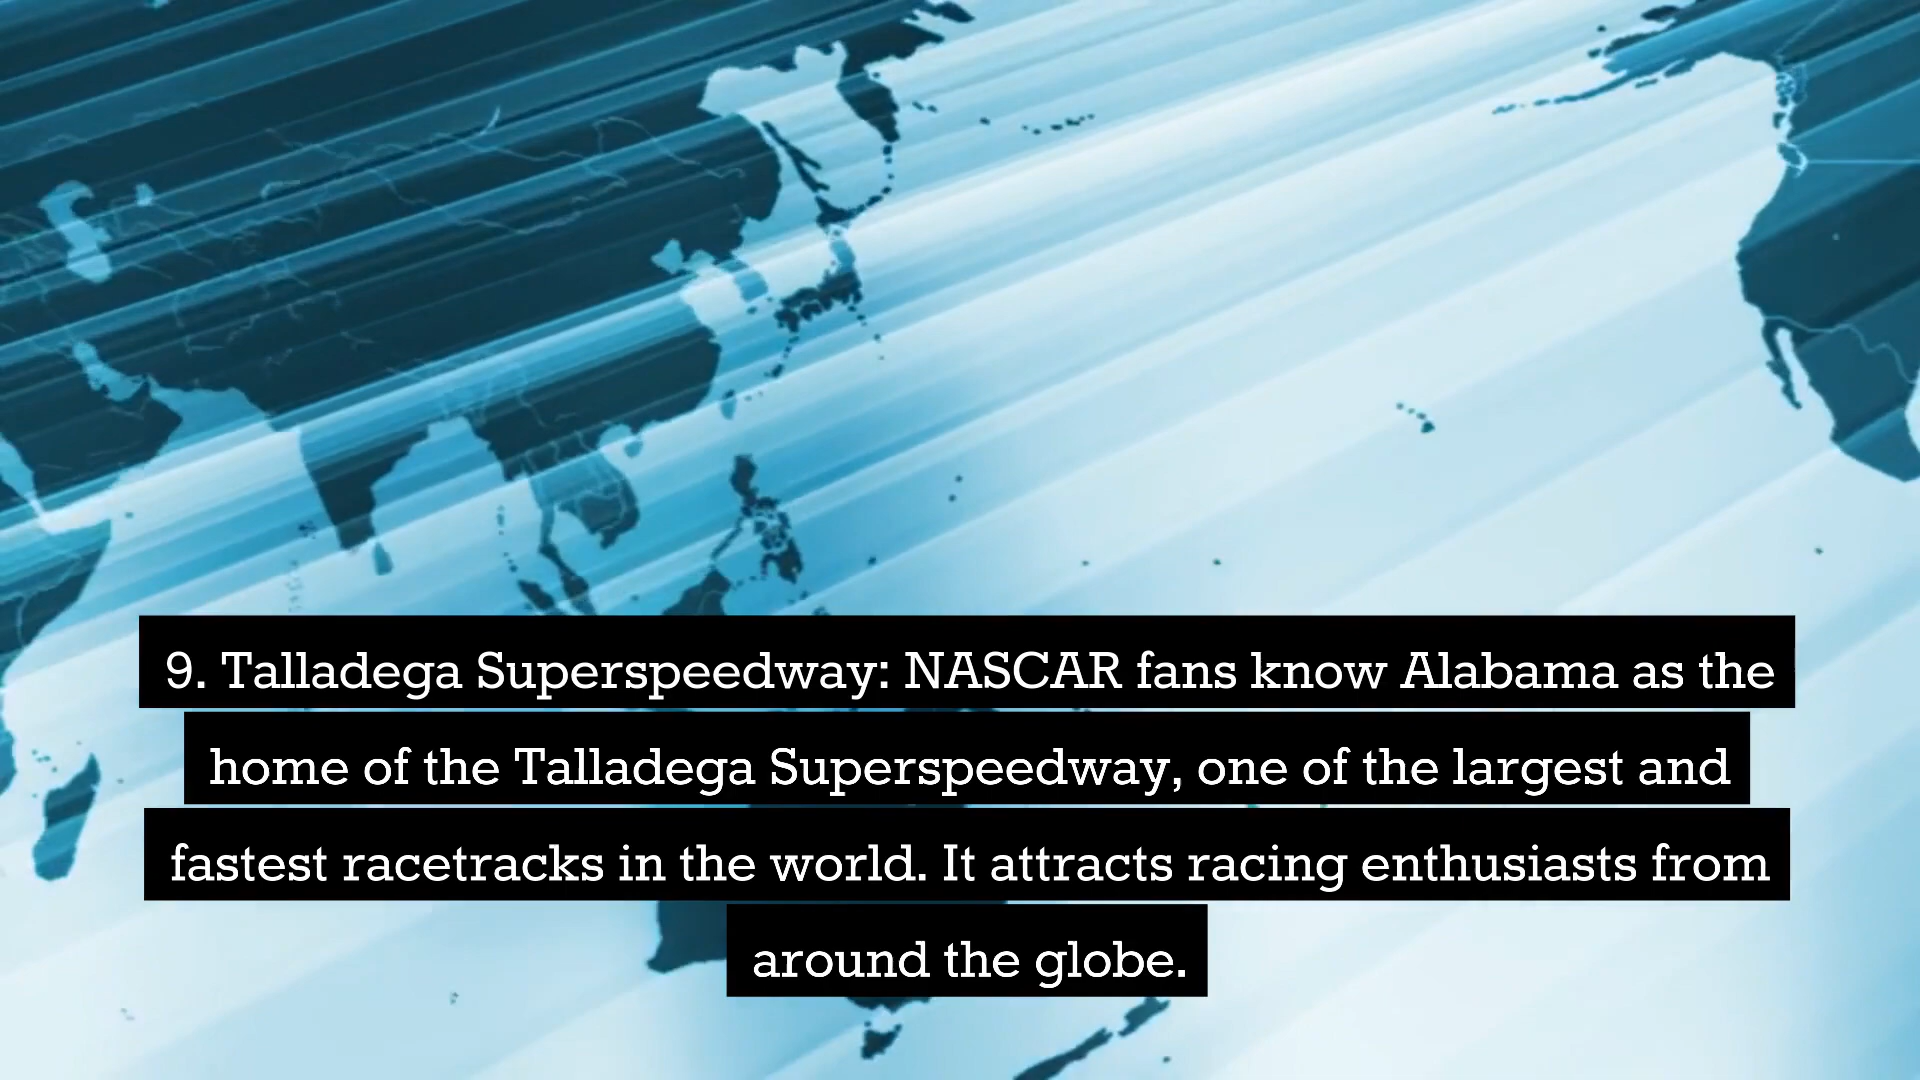 9. Talladega Superspeedway: NASCAR fans know Alabama as the
home of the Talladega Superspeedway, one of the largest and
fastest racetracks in the world. It attracts racing enthusiasts from
around the globe.